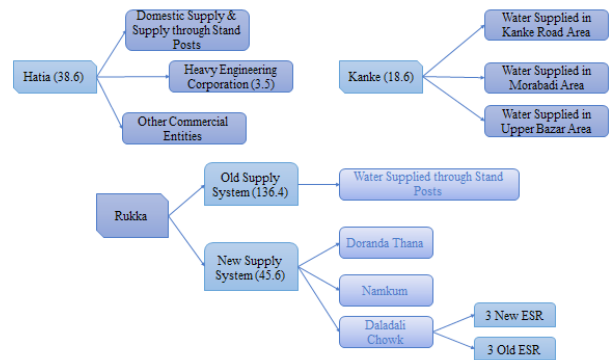 Domestic Supply &
Supply through Stand
Posts
Hatia (38.6)
Heavy Engineering
Corporation (3.5)
Other Commercial
Entities
Kanke (18.6)
Water Supplied in
Kanke Road Area
Water Supplied in
Morabadi Area
Water Supplied in
Upper Bazar Area
Rukka
Old Supply
System (136.4)
Water Supplied through Stand
Posts
New Supply
System (45.6)
Doranda Thana
Namkum
Daladali
Chowk
3 New ESR
3 Old ESR